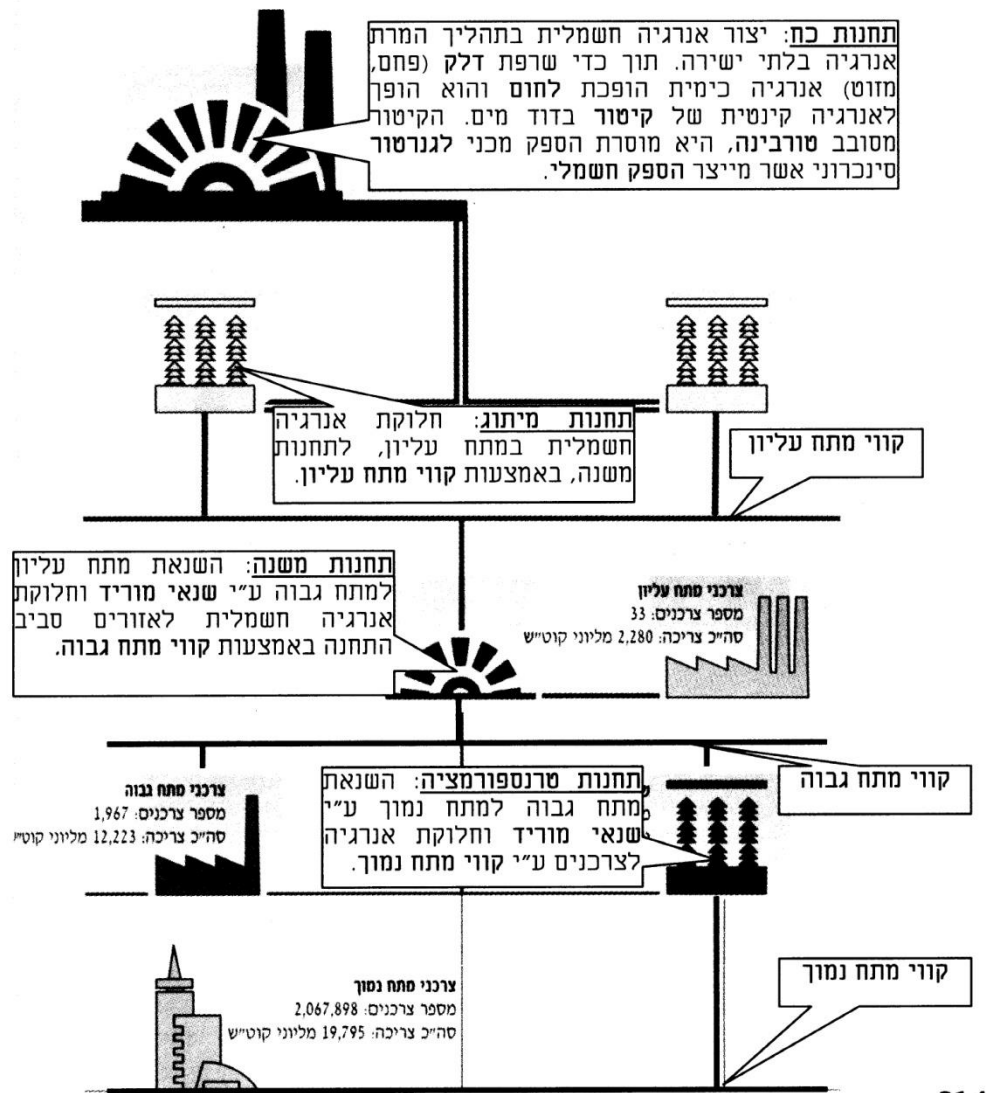 תחנות כח: יצור אנרגיה חשמלית בתהליך המרת
אנרגיה בלתי ישירה. תוך כדי שרפת דלק (פחם,
מזוט) אנרגיה כימית הופכת לחום והוא הופך
לאנרגיה קינטית של קיטור בדוד מים. הקיטור
מסובב טורבינה, היא מוסרת הספק מכני לגנרטור
סינכרוני אשר מייצר הספק חשמלי.
תחנות מיתוג: חלוקת אנרגיה
חשמלית במתח עליון, לתחנות
משנה, באמצעות קווי מתח עליון.
קווי מתח עליון
תחנות משנה: השנאת מתח עליון
למתח גבוה ע״י שנאי מוריד וחלוקת
אנרגיה חשמלית לאזורים סביב
התחנה באמצעות קווי מתח גבוה.
צרכני מתח עליון
מספר צרכנים: 33
סה״כ צריכה: 2,280 מליוני קוט״ש
קווי מתח גבוה
צרכני מתח גבוה
מספר צרכנים: 1,967
סה״כ צריכה: 12,223 מליוני קוט״ש
תחנות טרנספורמציה: השנאת
מתח גבוה למתח נמוך ע״י
שנאי מוריד וחלוקת אנרגיה
לצרכנים ע״י קווי מתח נמוך.
קווי מתח נמוך
צרכני מתח נמוך
מספר צרכנים: 2,067,898
סה״כ צריכה: 19,795 מליוני קוט״ש